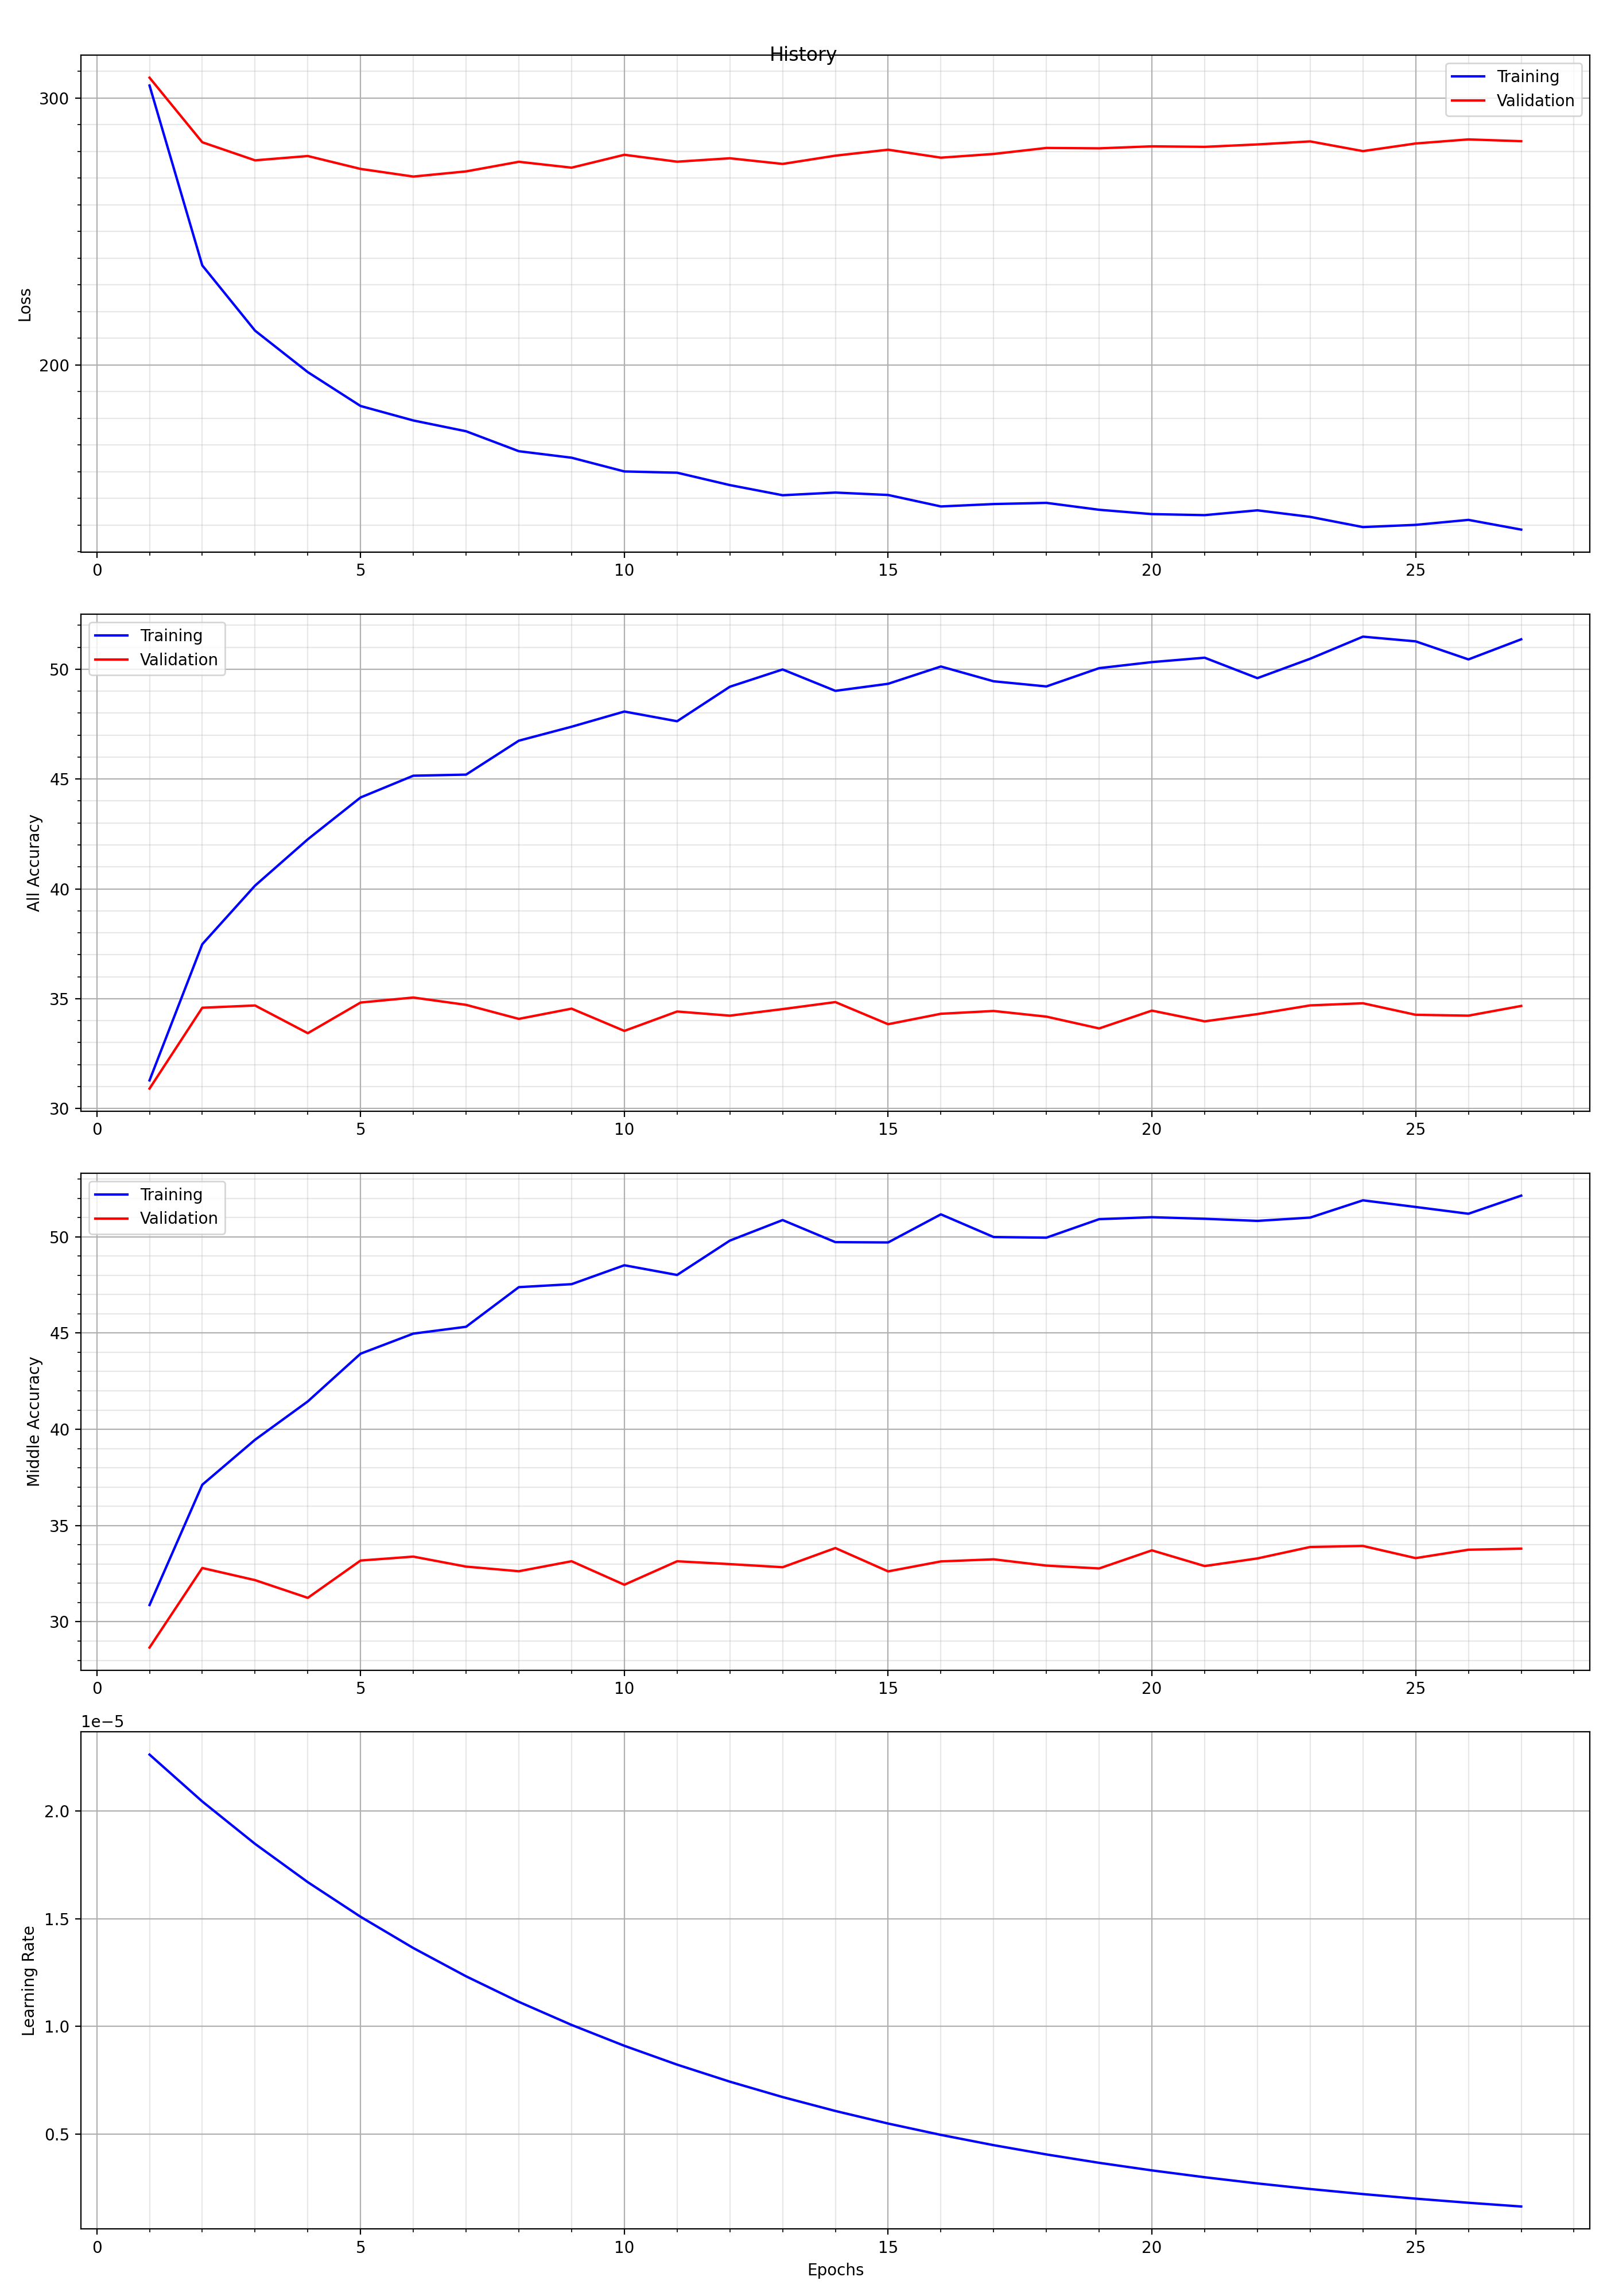 History
Training
Validation
300
200
Loss
0 5 10 15 20 25
Training
Validation
50
45
40
35
30
All Accuracy
0 5 10 15 20 25
Training
Validation
50
45
40
35
30
Middle Accuracy
0 5 10 15 20 25
1e−5
2.0
1.5
1.0
0.5
Learning Rate
0 5 10 15 20 25
Epochs